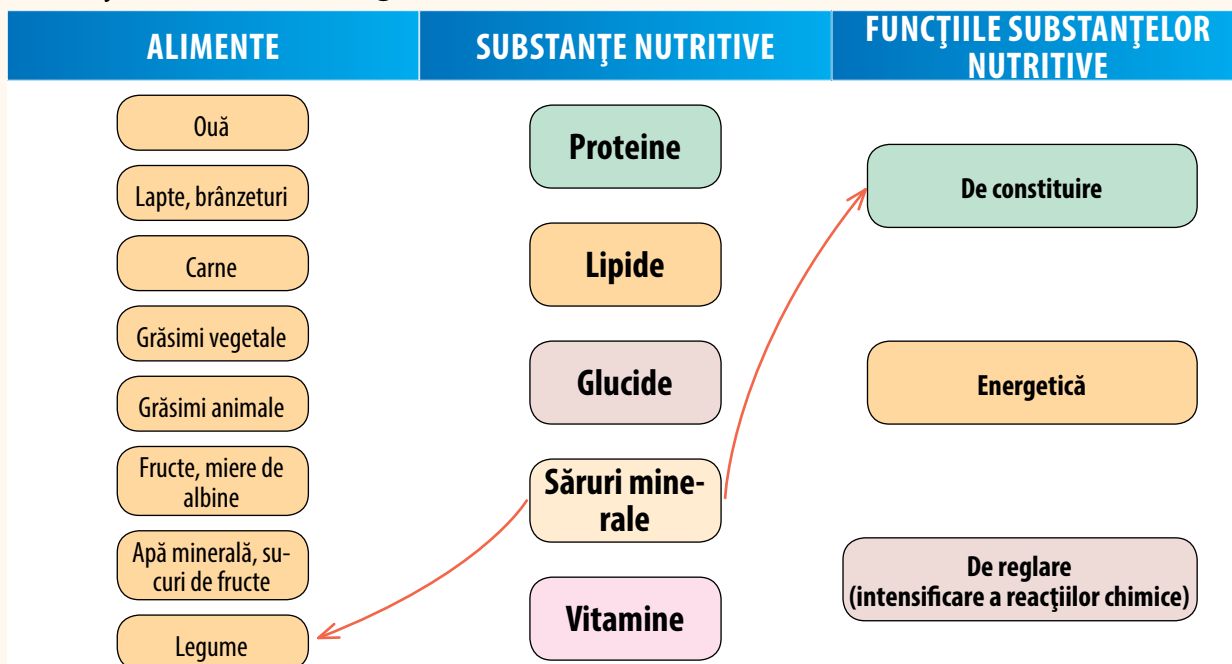 ALIMENTE
SUBSTANŢE NUTRITIVE
FUNCŢIILE SUBSTANŢELOR
NUTRITIVE
Ouă
Lapte, brânzeturi
Carne
Grăsimi vegetale
Grăsimi animale
Fructe, miere de
albine
Apă minerală, su-
curi de fructe
Legume
Proteine
Lipide
Glucide
Săruri mine-
rale
Vitamine
De constituire
Energetică
De reglare
(intensificare a reacţiilor chimice)